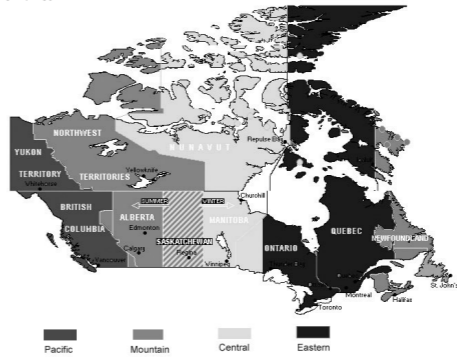 NORTHWEST
NUNAVUT
Repulse Bay
YUKON
Yellowknife
TERRITORY
TERRITORIES
Whitehorse
Churchill
BRITISH
SUMMER
WINTER
ALBERTA
MANITOBA
COLUMBIA
Edmonton
QUEBEC
SASKATCHEWAN
ONTARIO
NEWFOUNDLAND
Calgary
Regina
Vancouver
Winnipeg
St. John's
Montreal
Halifax
Toronto
Pacific
Mountain
Central
Eastern